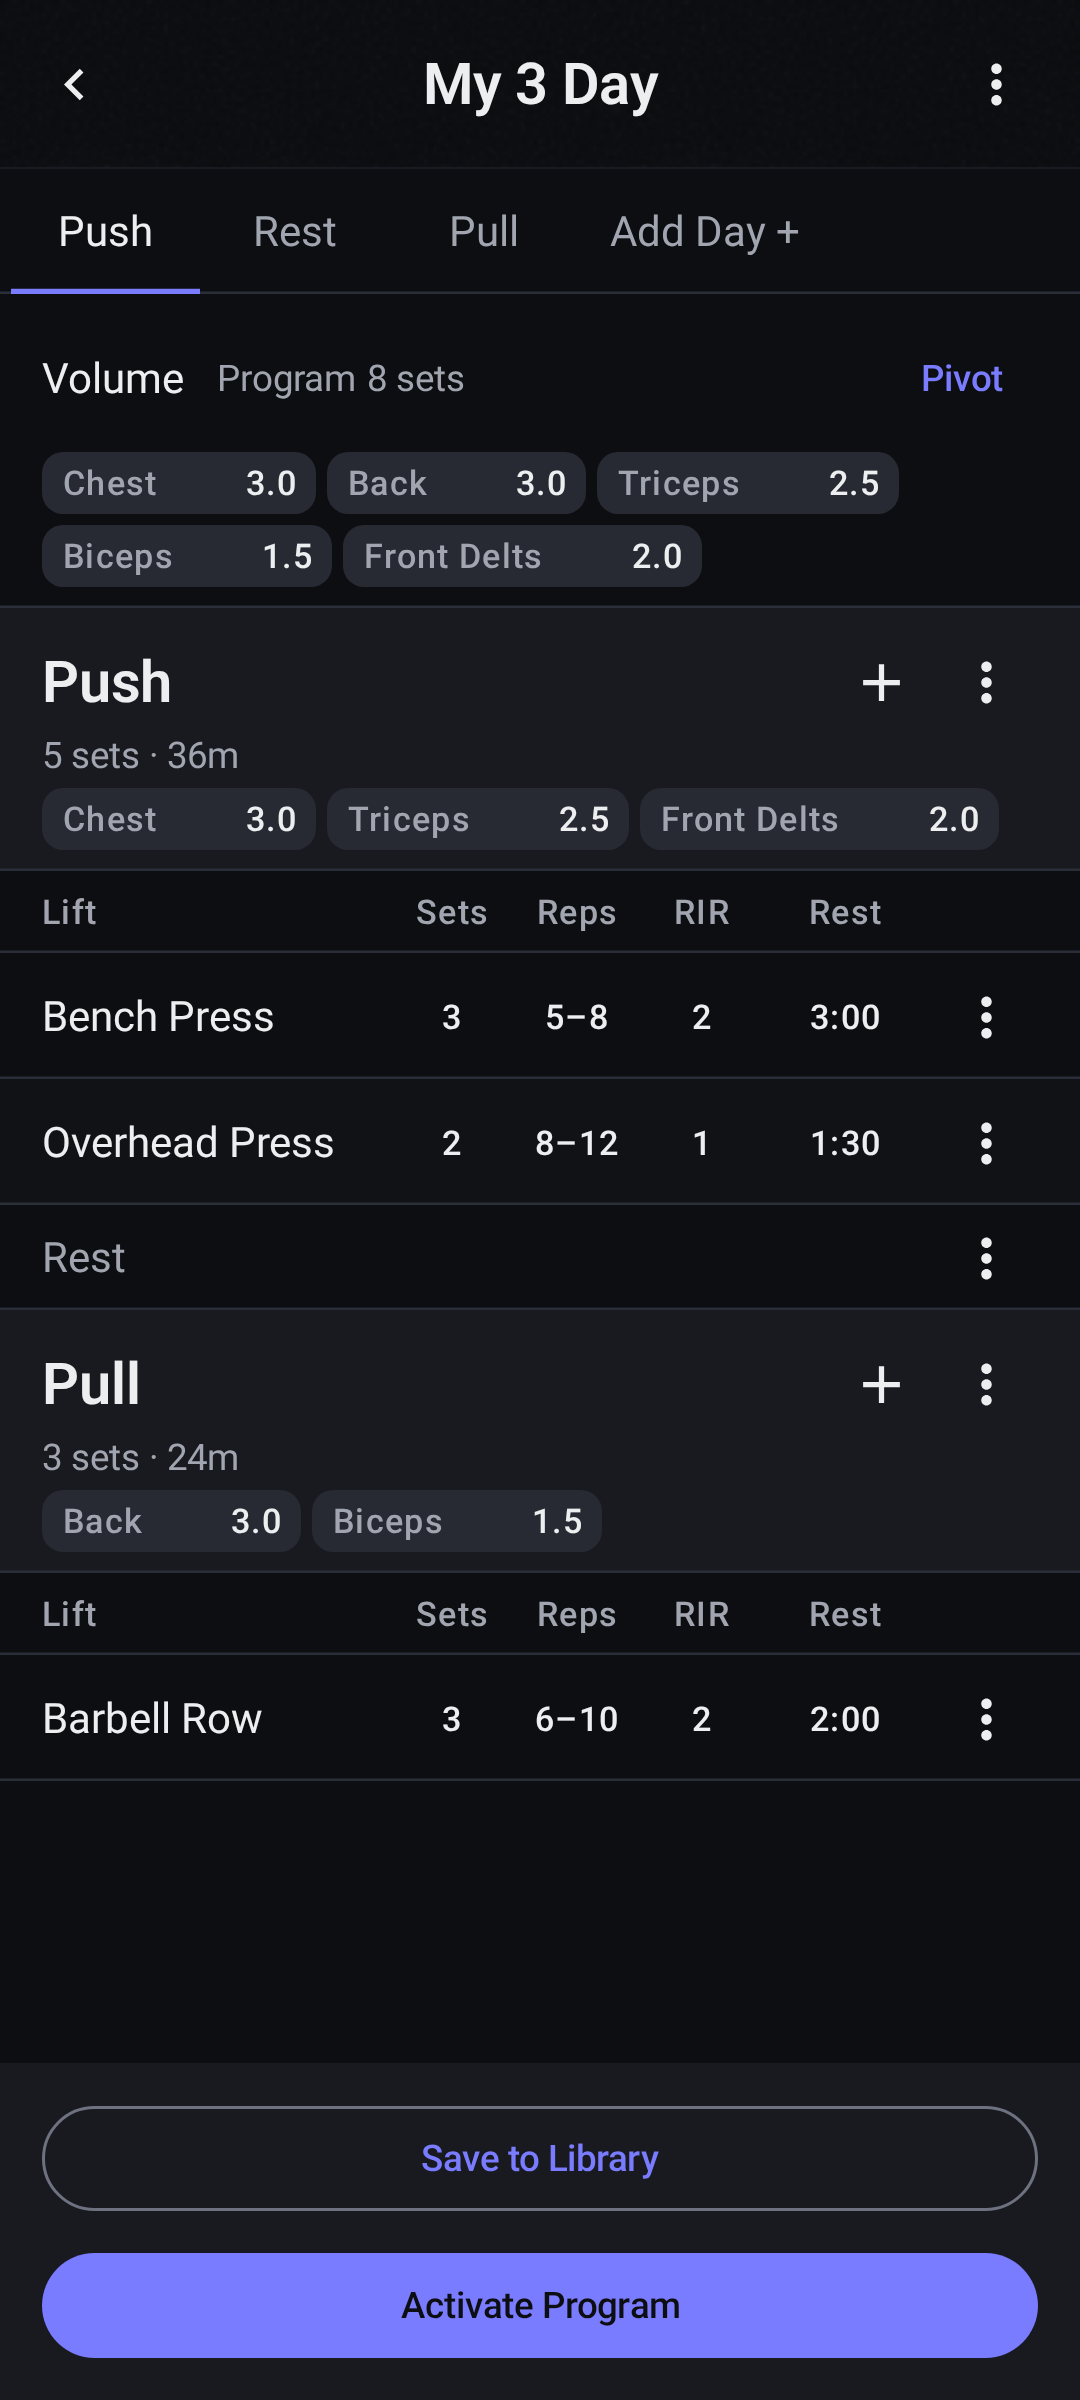 My 3 Day
Push Rest Pull Add Day +
Volume Program 8 sets Pivot
Chest 3.0 Back 3.0 Triceps 2.5
Biceps 1.5 Front Delts 2.0
Push
5 sets · 36m
Chest 3.0 Triceps 2.5 Front Delts 2.0
Lift Sets Reps RIR Rest
Bench Press 3 5–8 2 3:00
Overhead Press 2 8–12 1 1:30
Rest
Pull
3 sets · 24m
Back 3.0 Biceps 1.5
Lift Sets Reps RIR Rest
Barbell Row 3 6–10 2 2:00
Save to Library
Activate Program